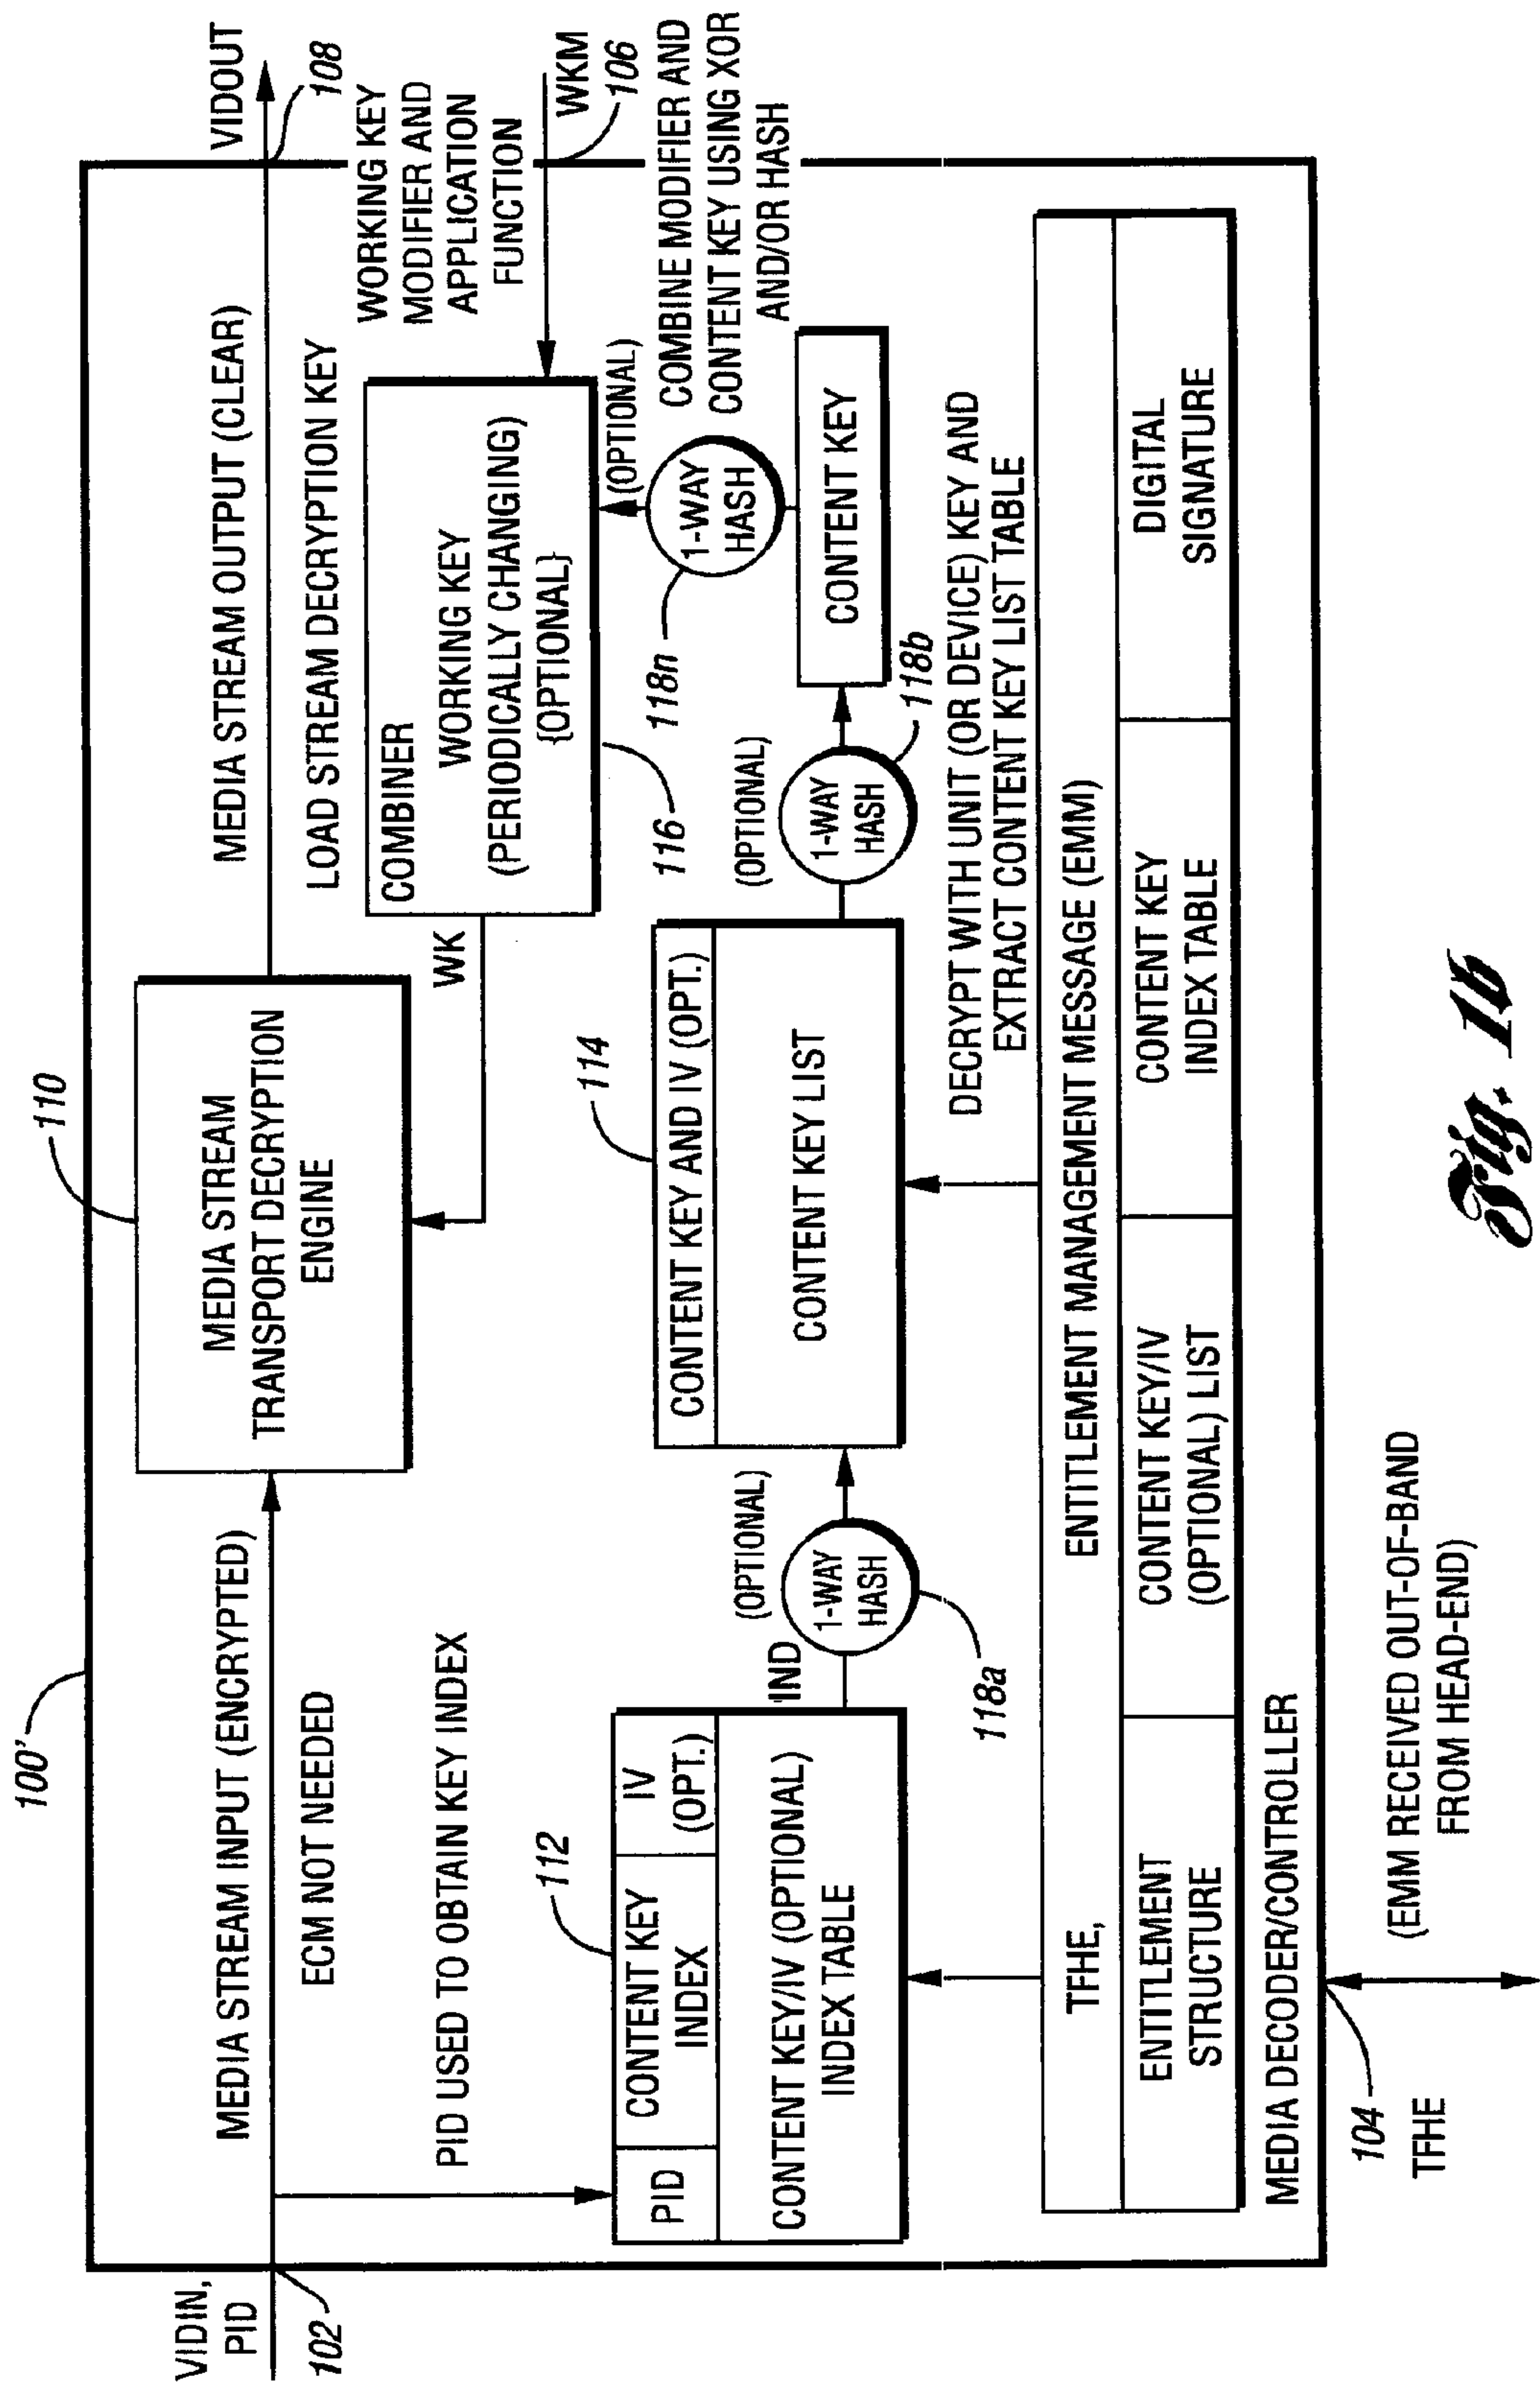 100'
110
VIDIN,
PID
102
MEDIA STREAM INPUT (ENCRYPTED)
ECM NOT NEEDED
PID USED TO OBTAIN KEY INDEX
MEDIA STREAM
TRANSPORT DECRYPTION
ENGINE
MEDIA STREAM OUTPUT (CLEAR)
LOAD STREAM DECRYPTION KEY
VIDOUT
108
WORKING KEY
MODIFIER AND
APPLICATION
FUNCTION
WKM
106
WK
COMBINER
WORKING KEY
(PERIODICALLY CHANGING)
{OPTIONAL}
116
(OPTIONAL)
1-WAY
HASH
118n
COMBINE MODIFIER AND
CONTENT KEY USING XOR
AND/OR HASH
112
PID
CONTENT KEY
INDEX
IV
(OPT.)
CONTENT KEY/IV (OPTIONAL)
INDEX TABLE
IND
(OPTIONAL)
1-WAY
HASH
118a
114
CONTENT KEY AND IV (OPT.)
CONTENT KEY LIST
(OPTIONAL)
1-WAY
HASH
118b
CONTENT KEY
DECRYPT WITH UNIT (OR DEVICE) KEY AND
EXTRACT CONTENT KEY LIST TABLE
TFHE,
ENTITLEMENT MANAGEMENT MESSAGE (EMM)
ENTITLEMENT
STRUCTURE
CONTENT KEY/IV
(OPTIONAL) LIST
CONTENT KEY
INDEX TABLE
DIGITAL
SIGNATURE
MEDIA DECODER/CONTROLLER
104
TFHE
(EMM RECEIVED OUT-OF-BAND
FROM HEAD-END)
Fig. 1b